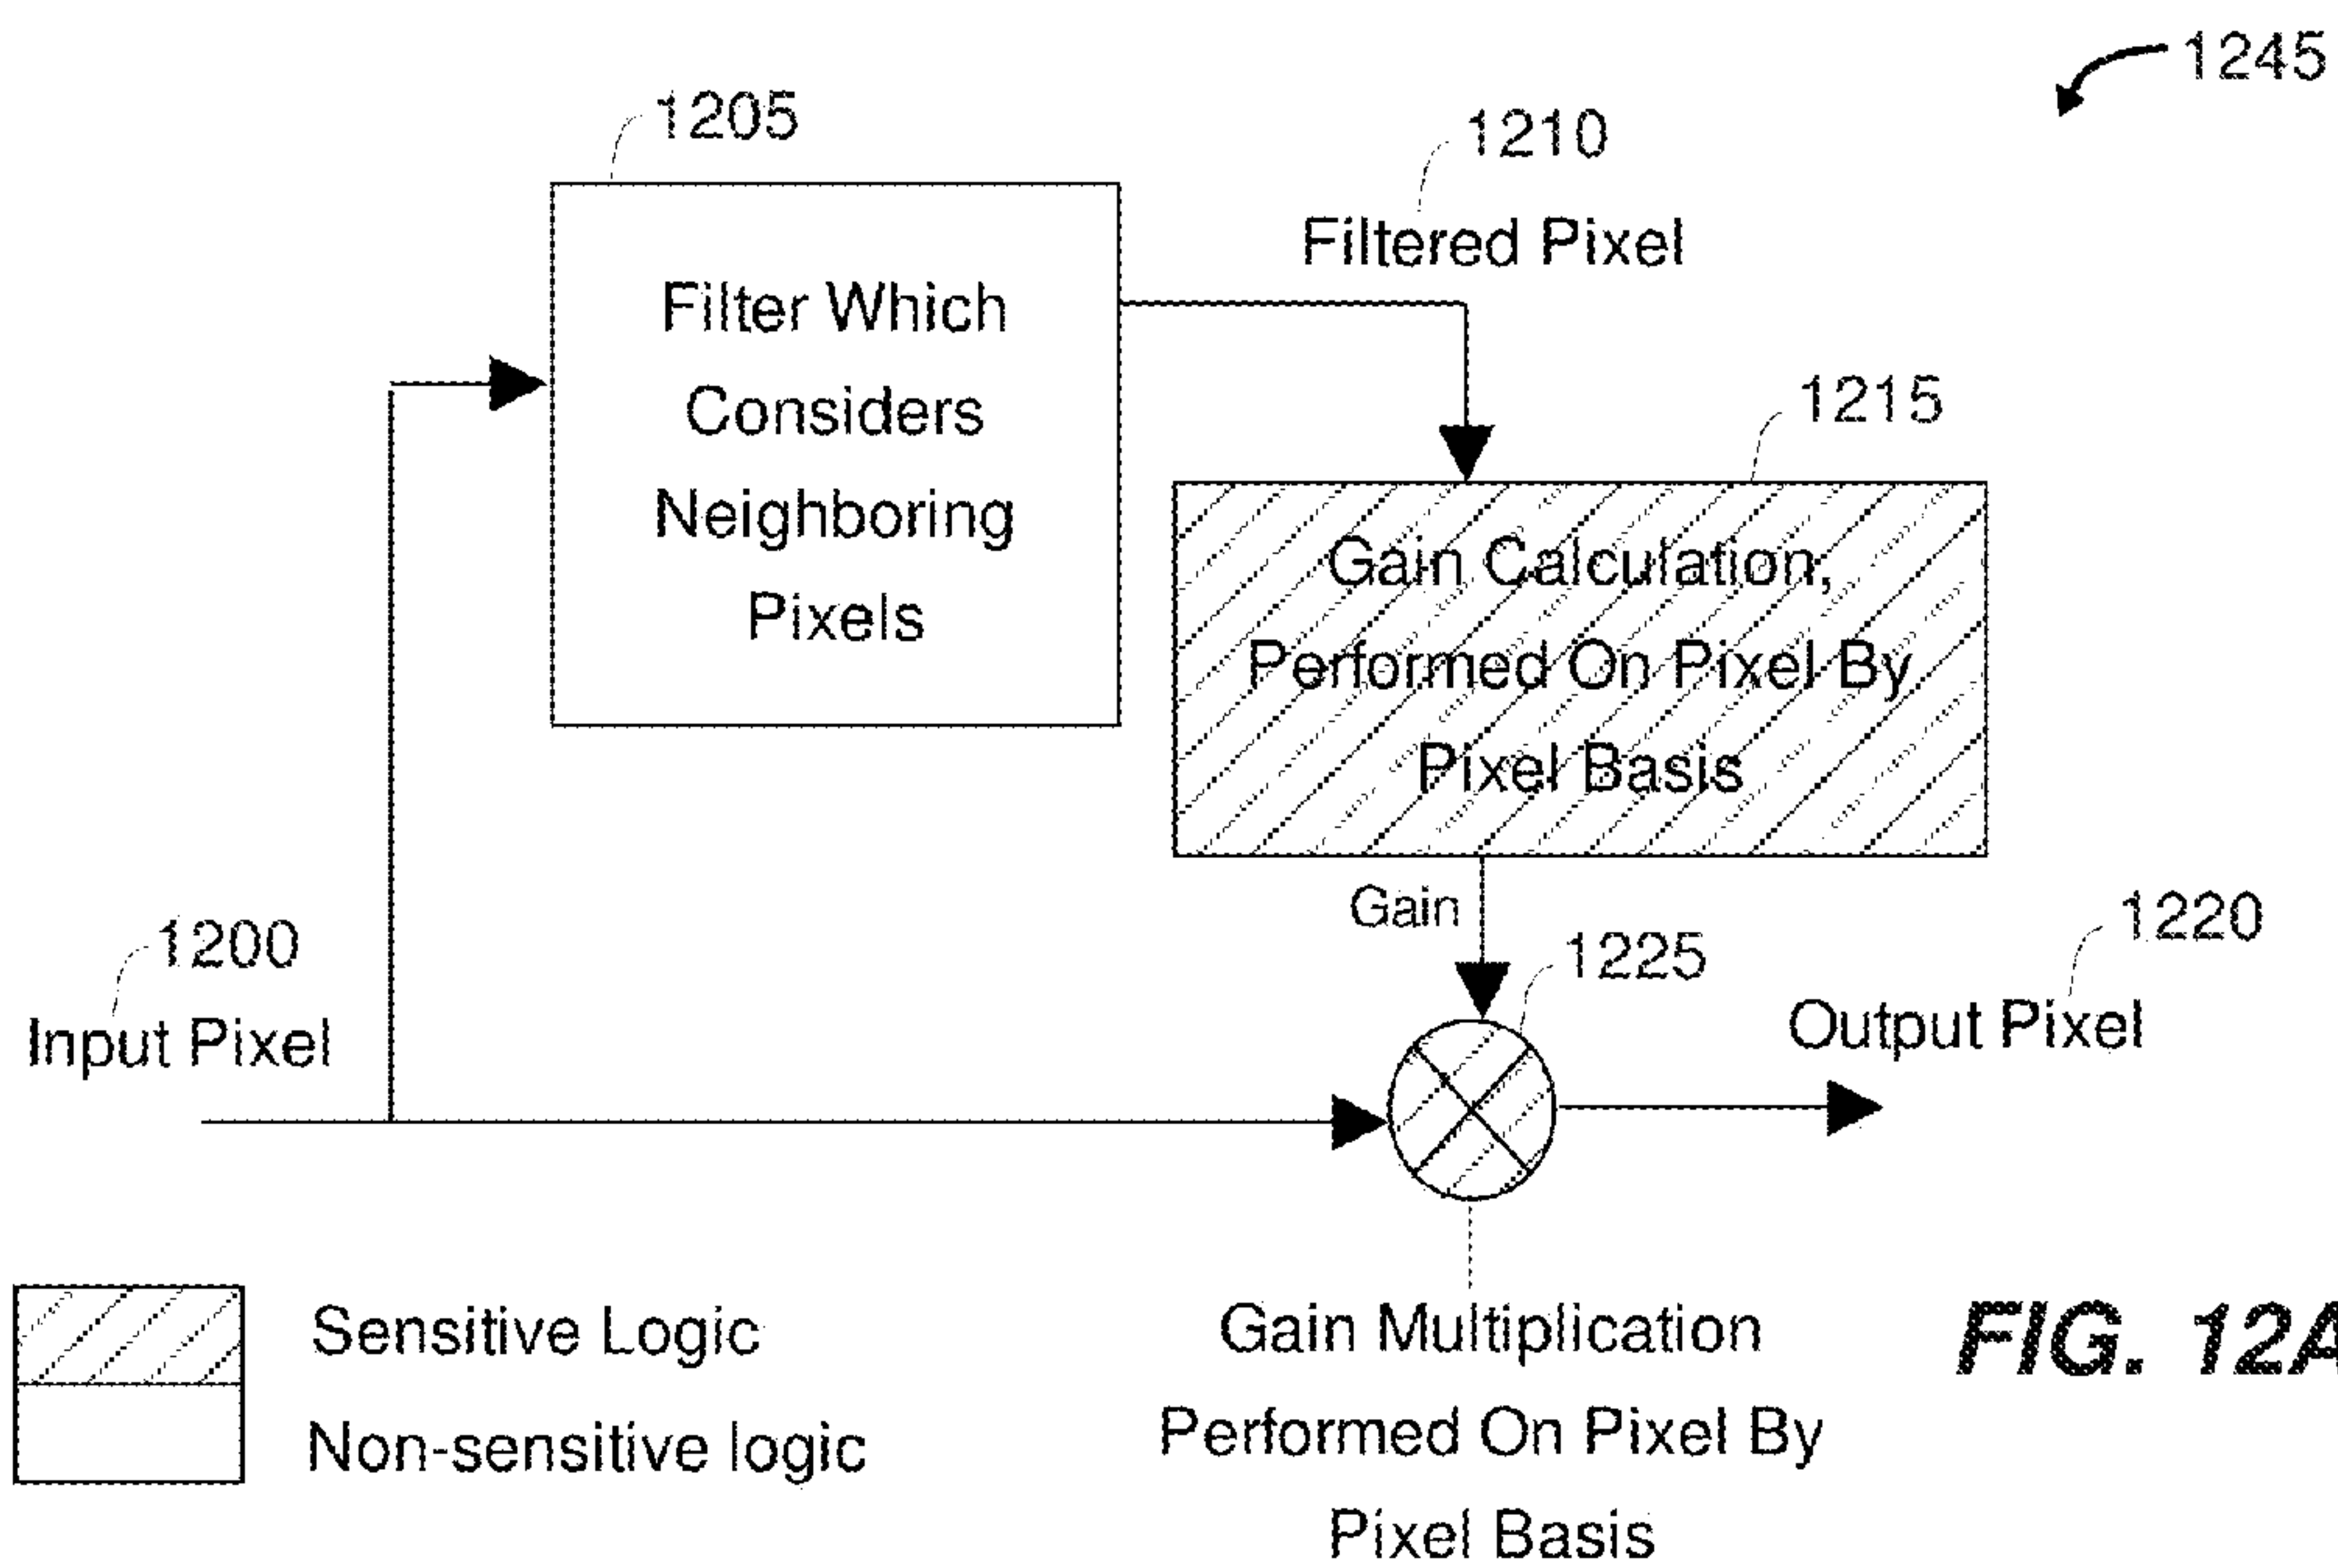 1245
1205
1210
Filtered Pixel
Filter Which
Considers
Neighboring
Pixels
1215
Gain Calculation,
Performed On Pixel By
Pixel Basis
Gain
1200
Input Pixel
1225
1220
Output Pixel
Sensitive Logic
Non-sensitive logic
Gain Multiplication
Performed On Pixel By
Pixel Basis
FIG. 12A